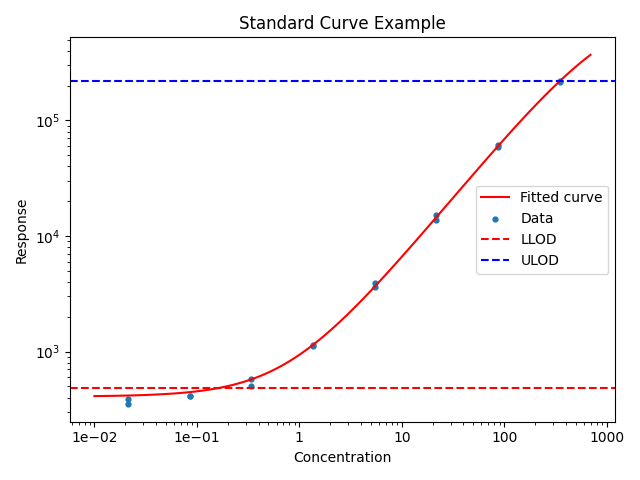 Standard Curve Example
Response
10^5
10^4
10^3
Fitted curve
Data
LLOD
ULOD
1e−02 1e−01 1 10 100 1000
Concentration